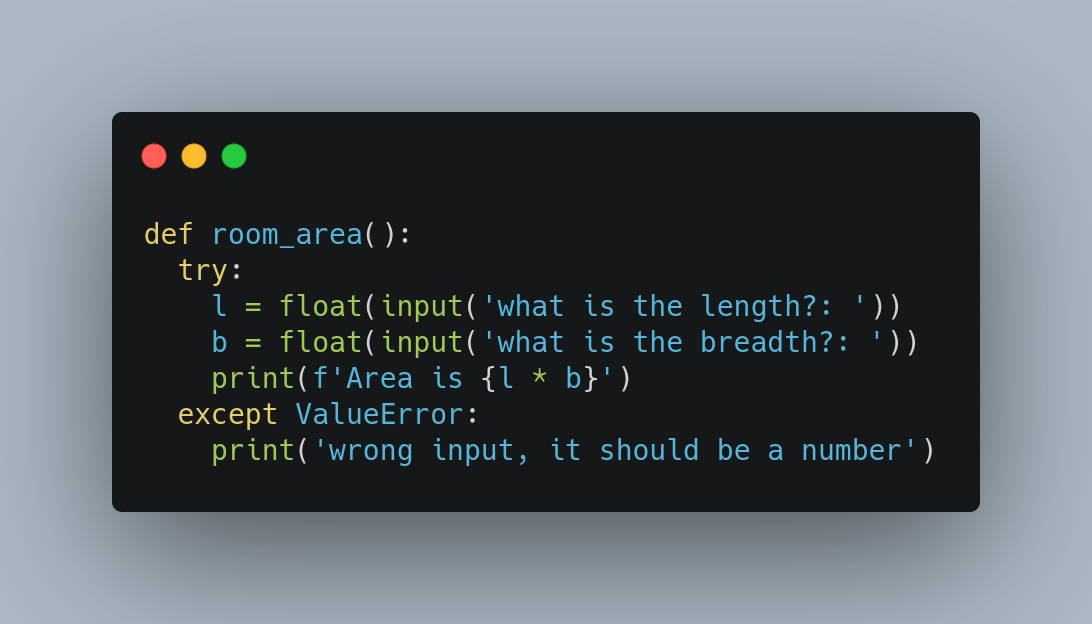 def room_area():
  try:
    l = float(input('what is the length?: '))
    b = float(input('what is the breadth?: '))
    print(f'Area is {l * b}')
  except ValueError:
    print('wrong input, it should be a number')